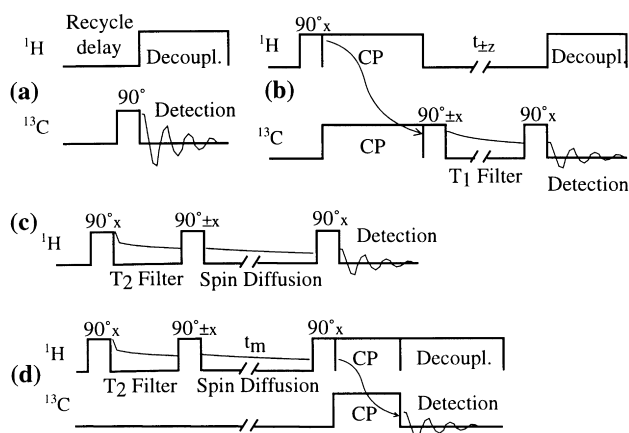 Recycle
delay
¹H
Decoupl.
(a)
90°
Detection
¹³C
90°x
¹H
CP
t±z
Decoupl.
(b)
90°±x
90°x
¹³C
CP
T₁ Filter
Detection
(c)
90°x
90°±x
90°x
¹H
Detection
T₂ Filter
Spin Diffusion
90°x
90°±x
tm
90°x
¹H
CP
Decoupl.
(d)
T₂ Filter
Spin Diffusion
¹³C
CP
Detection